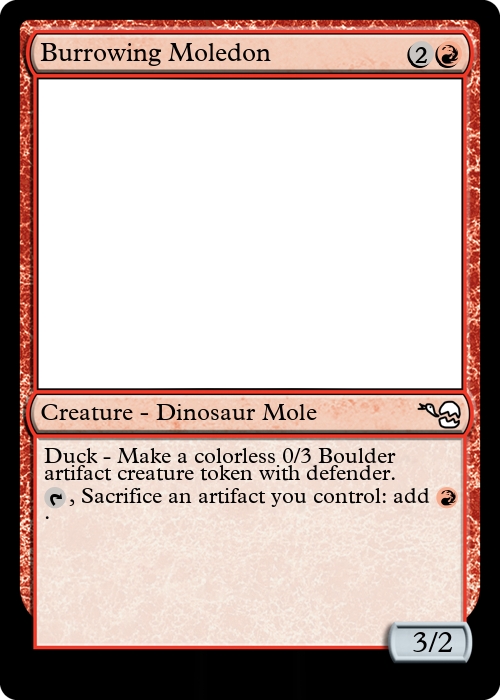 Burrowing Moledon 2
Creature - Dinosaur Mole
Duck - Make a colorless 0/3 Boulder
artifact creature token with defender.
, Sacrifice an artifact you control: add
.
3/2